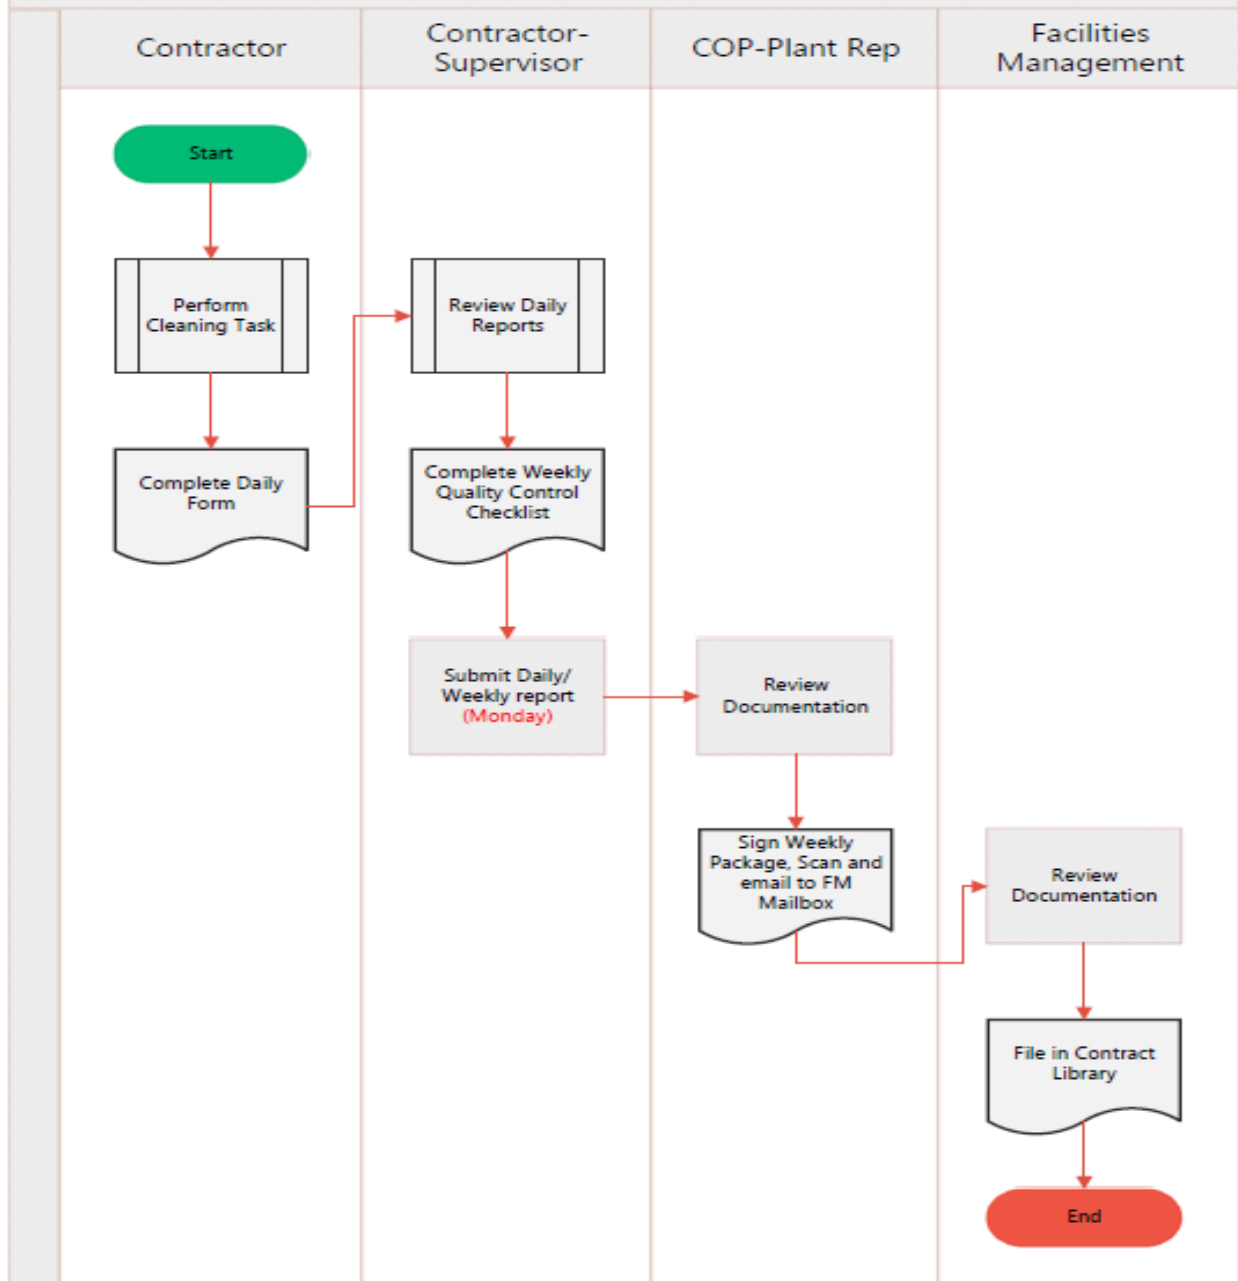 Contractor
Contractor-
Supervisor
COP-Plant Rep
Facilities
Management
Start
Perform
Cleaning Task
Review Daily
Reports
Complete Daily
Form
Complete Weekly
Quality Control
Checklist
Submit Daily/
Weekly report
(Monday)
Review
Documentation
Sign Weekly
Package, Scan and
email to FM
Mailbox
Review
Documentation
File in Contract
Library
End